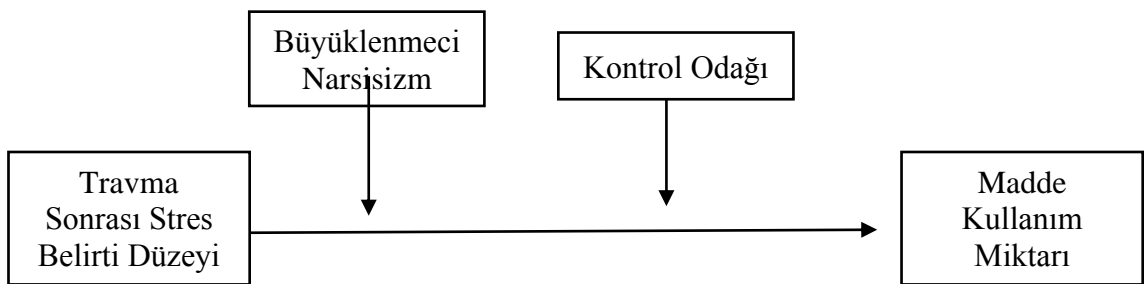 Büyüklenmeci
Narsisizm
Kontrol Odağı
Travma
Sonrası Stres
Belirti Düzeyi
Madde
Kullanım
Miktarı